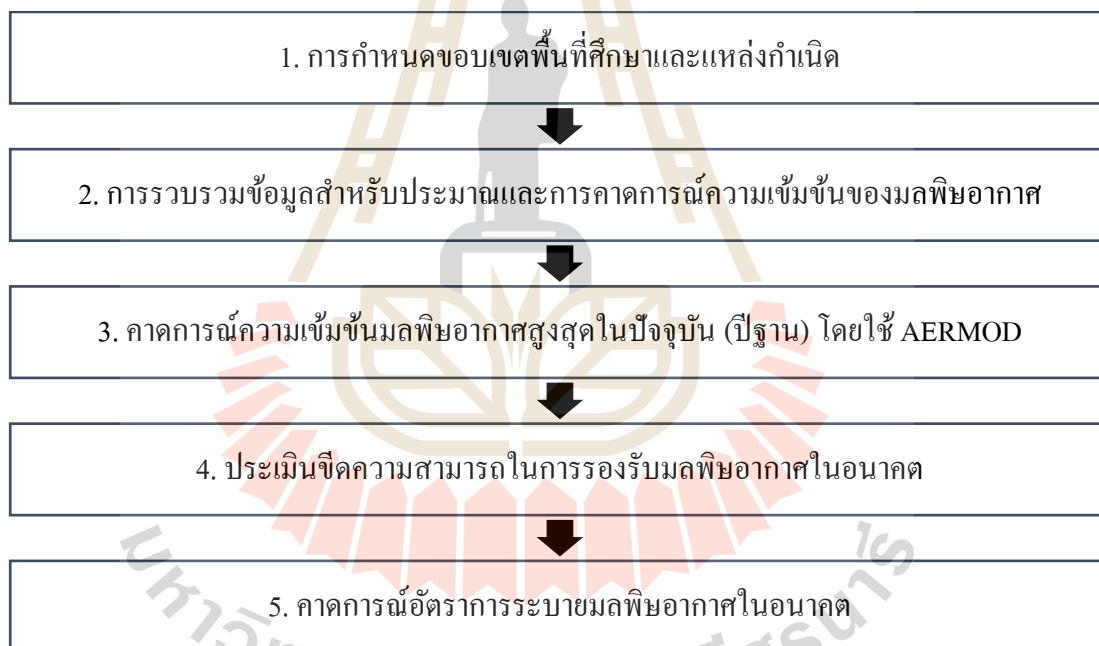 1. การกำหนดขอบเขตพื้นที่ศึกษาและแหล่งกำเนิด
2. การรวบรวมข้อมูลสำหรับประมาณและการคาดการณ์ความเข้มข้นของมลพิษอากาศ
3. คาดการณ์ความเข้มข้นมลพิษอากาศสูงสุดในปัจจุบัน (ปีฐาน) โดยใช้ AERMOD
4. ประเมินขีดความสามารถในการรองรับมลพิษอากาศในอนาคต
5. คาดการณ์อัตราการระบายมลพิษอากาศในอนาคต